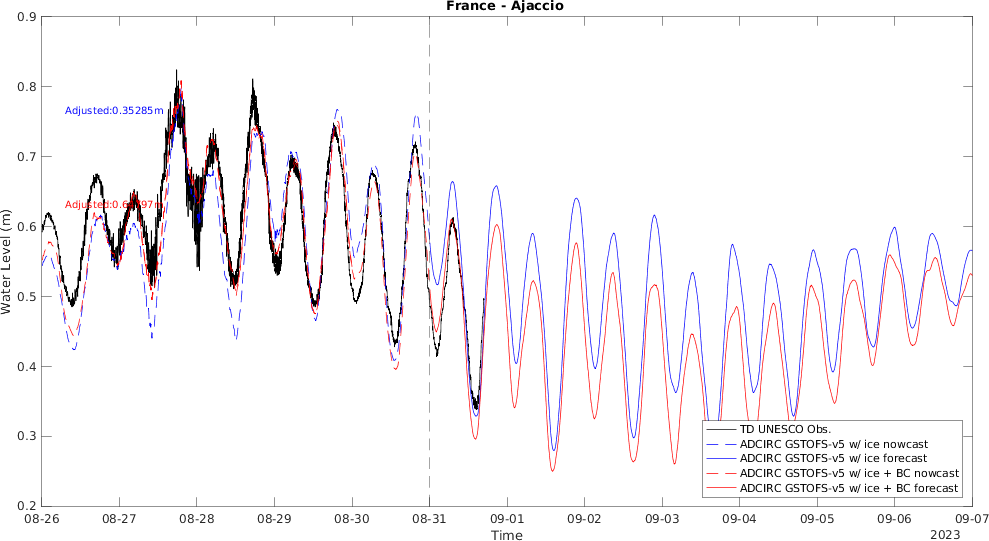 France - Ajaccio
Water Level (m)
0.9
0.8
0.7
0.6
0.5
0.4
0.3
0.2
Adjusted:0.35285m
TD UNESCO Obs.
ADCIRC GSTOFS-v5 w/ ice nowcast
ADCIRC GSTOFS-v5 w/ ice forecast
ADCIRC GSTOFS-v5 w/ ice + BC nowcast
ADCIRC GSTOFS-v5 w/ ice + BC forecast
08-26 08-27 08-28 08-29 08-30 08-31 09-01 09-02 09-03 09-04 09-05 09-06 09-07
Time
2023